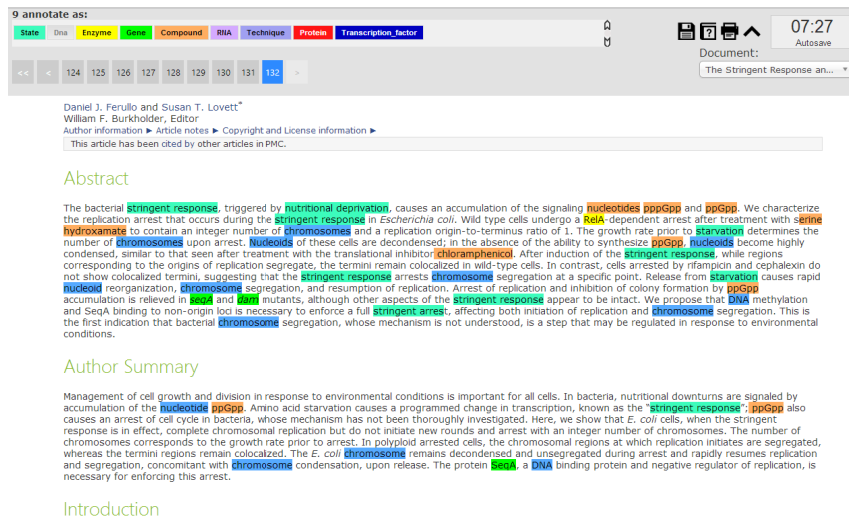 9 annotate as:
State Dna Enzyme Gene Compound RNA Technique Protein Transcription_factor
07:27
Autosave
Document:
The Stringent Response an...
<< < 124 125 126 127 128 129 130 131 132 >
Daniel J. Ferullo and Susan T. Lovett*
William F. Burkholder, Editor
Author information ► Article notes ► Copyright and License information ►
This article has been cited by other articles in PMC.
Abstract
The bacterial stringent response, triggered by nutritional deprivation, causes an accumulation of the signaling nucleotides pppGpp and ppGpp. We characterize
the replication arrest that occurs during the stringent response in Escherichia coli. Wild type cells undergo a RelA-dependent arrest after treatment with serine
hydroxamate to contain an integer number of chromosomes and a replication origin-to-terminus ratio of 1. The growth rate prior to starvation determines the
number of chromosomes upon arrest. Nucleoids of these cells are decondensed; in the absence of the ability to synthesize ppGpp, nucleoids become highly
condensed, similar to that seen after treatment with the translational inhibitor chloramphenicol. After induction of the stringent response, while regions
corresponding to the origins of replication segregate, the termini remain colocalized in wild-type cells. In contrast, cells arrested by rifampicin and cephalexin do
not show colocalized termini, suggesting that the stringent response arrests chromosome segregation at a specific point. Release from starvation causes rapid
nucleoid reorganization, chromosome segregation, and resumption of replication. Arrest of replication and inhibition of colony formation by ppGpp
accumulation is relieved in seqA and dam mutants, although other aspects of the stringent response appear to be intact. We propose that DNA methylation
and SeqA binding to non-origin loci is necessary to enforce a full stringent arrest, affecting both initiation of replication and chromosome segregation. This is
the first indication that bacterial chromosome segregation, whose mechanism is not understood, is a step that may be regulated in response to environmental
conditions.
Author Summary
Management of cell growth and division in response to environmental conditions is important for all cells. In bacteria, nutritional downturns are signaled by
accumulation of the nucleotide ppGpp. Amino acid starvation causes a programmed change in transcription, known as the “stringent response”; ppGpp also
causes an arrest of cell cycle in bacteria, whose mechanism has not been thoroughly investigated. Here, we show that E. coli cells, when the stringent
response is in effect, complete chromosomal replication but do not initiate new rounds and arrest with an integer number of chromosomes. The number of
chromosomes corresponds to the growth rate prior to arrest. In polyploid arrested cells, the chromosomal regions at which replication initiates are segregated,
whereas the termini regions remain colocalized. The E. coli chromosome remains decondensed and unsegregated during arrest and rapidly resumes replication
and segregation, concomitant with chromosome condensation, upon release. The protein SeqA, a DNA binding protein and negative regulator of replication, is
necessary for enforcing this arrest.
Introduction